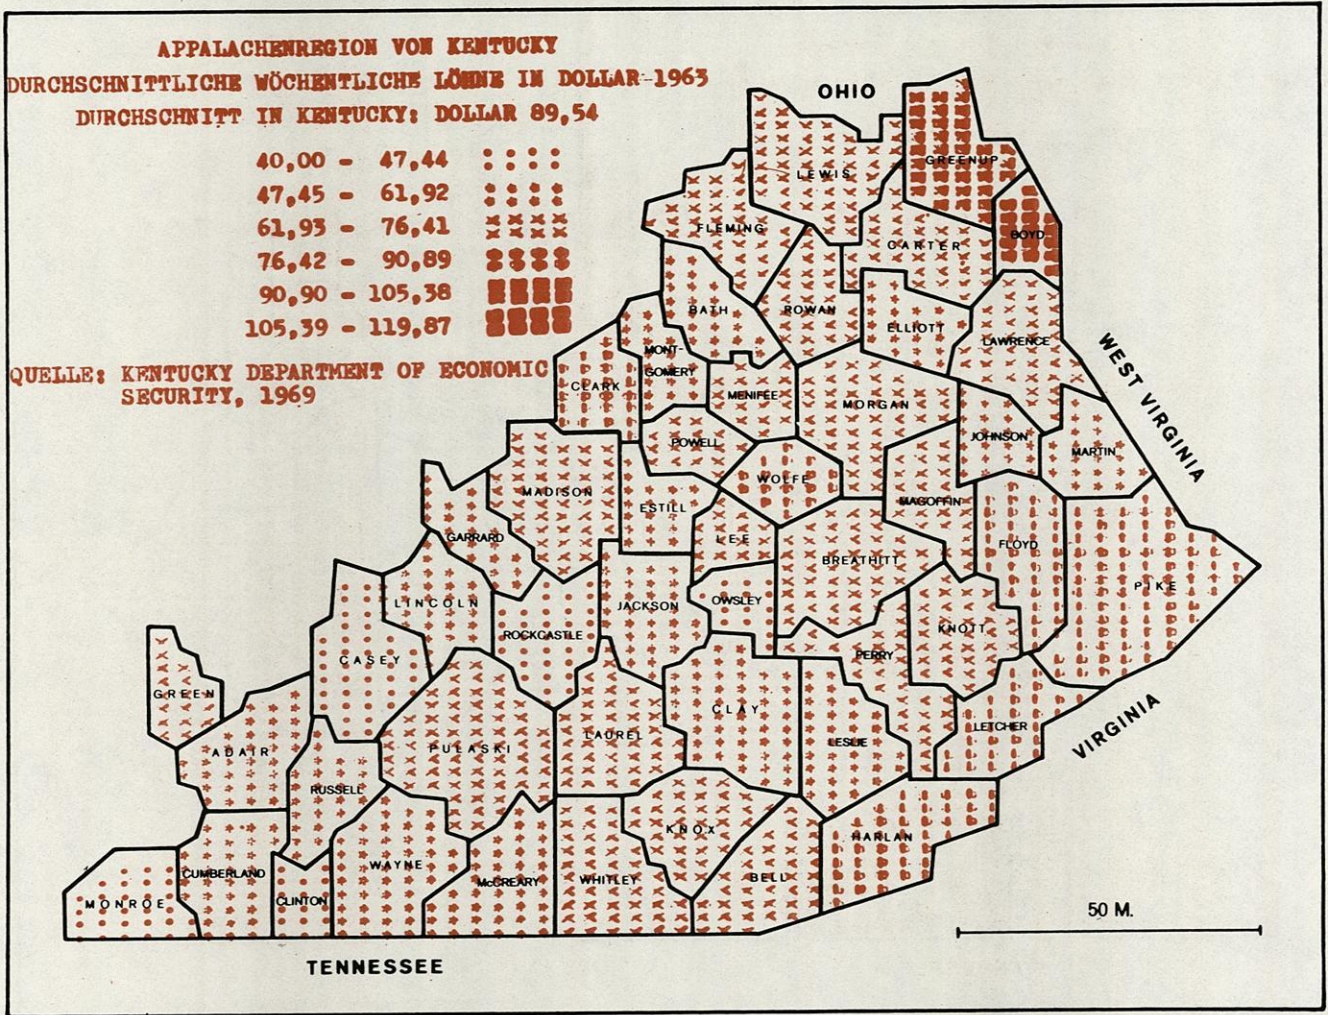 APPALACHENREGION VON KENTUCKY
DURCHSCHNITTLICHE WÖCHENTLICHE LÖHNE IN DOLLAR-1963
DURCHSCHNITT IN KENTUCKY: DOLLAR 89,54
40,00 - 47,44
47,45 - 61,92
61,93 - 76,41
76,42 - 90,89
90,90 - 105,38
105,39 - 119,87
QUELLE: KENTUCKY DEPARTMENT OF ECONOMIC
SECURITY, 1969
OHIO
GREENUP
LEWIS
FLEMING
CARTER
BOYD
BATH
ROWAN
ELLIOTT
LAWRENCE
WEST VIRGINIA
MONT-
GOMERY
CLARK
MENIFEE
MORGAN
POWELL
JOHNSON
MARTIN
WOLFE
MADISON
ESTILL
MAGOFFIN
GARRARD
LEE
BREATHITT
FLOYD
PIKE
LINCOLN
JACKSON
OWSLEY
ROCKCASTLE
KNOTT
CASEY
PERRY
GREEN
CLAY
LETCHER
VIRGINIA
ADAIR
PULASKI
LAUREL
LESLIE
RUSSELL
KNOX
HARLAN
CUMBERLAND
WAYNE
McCREARY
WHITLEY
BELL
MONROE
CLINTON
50 M.
TENNESSEE